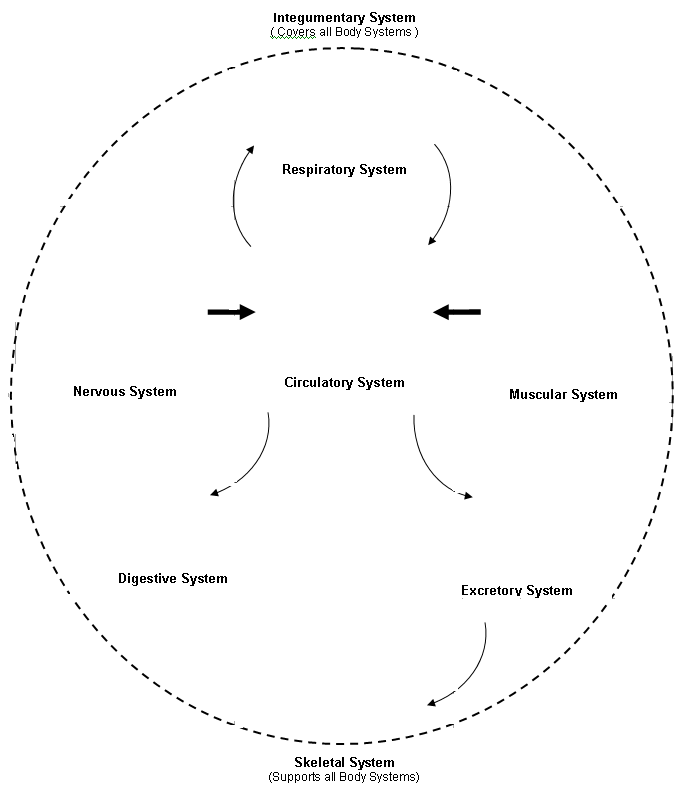 Integumentary System
( Covers all Body Systems )
Respiratory System
Circulatory System
Nervous System
Muscular System
Digestive System
Excretory System
Skeletal System
(Supports all Body Systems)